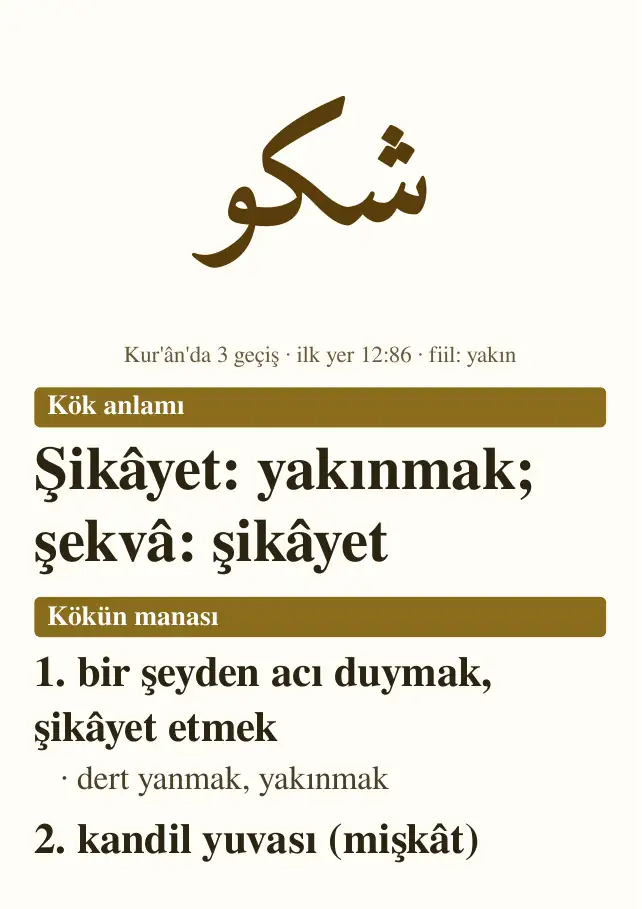 شكو
Kur'ân'da 3 geçiş · ilk yer 12:86 · fiil: yakın
Kök anlamı
Şikâyet: yakınmak;
şekvâ: şikâyet
Kökün manası
1. bir şeyden acı duymak,
şikâyet etmek
· dert yanmak, yakınmak
2. kandil yuvası (mişkât)